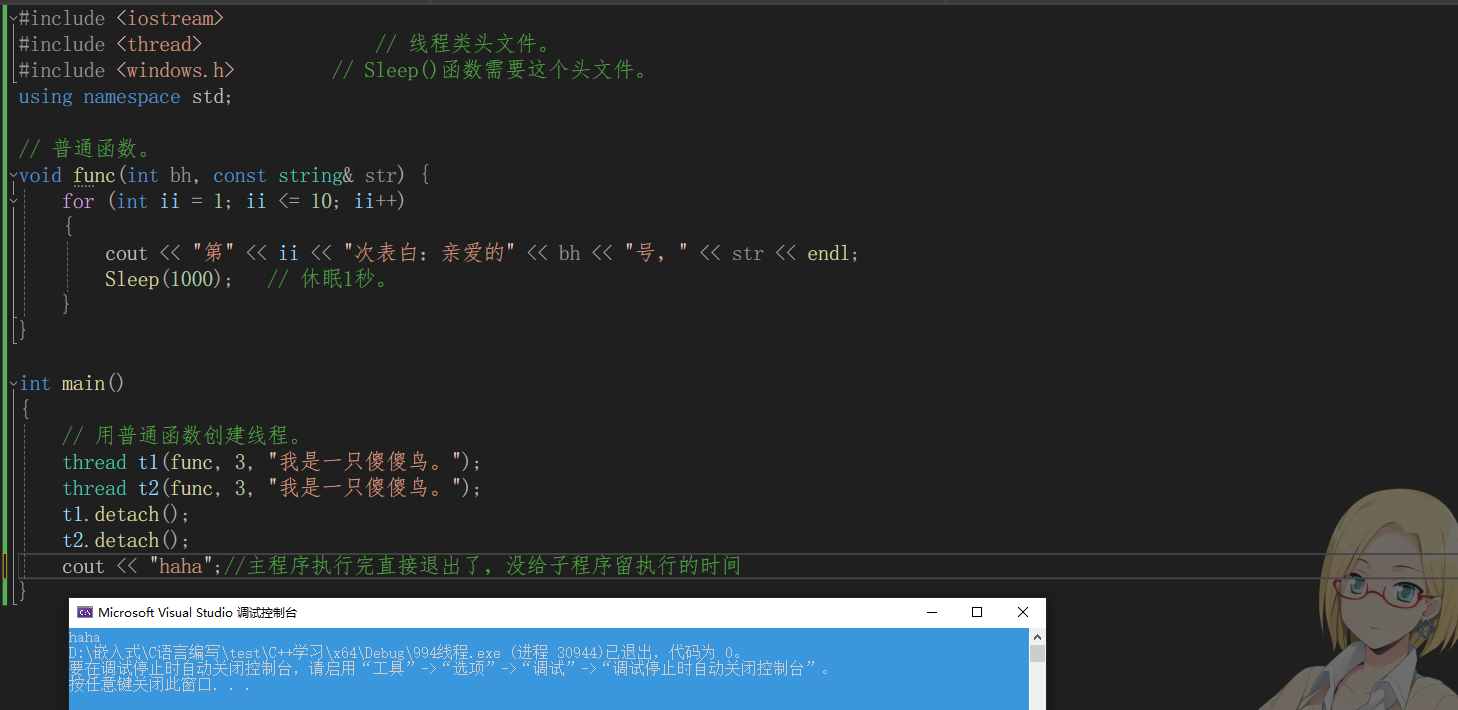 #include <iostream>
#include <thread> // 线程类头文件。
#include <windows.h> // Sleep()函数需要这个头文件。
using namespace std;
// 普通函数。
void func(int bh, const string& str) {
for (int ii = 1; ii <= 10; ii++)
{
cout << "第" << ii << "次表白：亲爱的" << bh << "号，" << str << endl;
Sleep(1000); // 休眠1秒。
}
}
int main()
{
// 用普通函数创建线程。
thread t1(func, 3, "我是一只傻傻鸟。");
thread t2(func, 3, "我是一只傻傻鸟。");
t1.detach();
t2.detach();
cout << "haha";//主程序执行完直接退出了，没给子程序留执行的时间
}
Microsoft Visual Studio 调试控制台
haha
D:\嵌入式\C语言编写\test\C++学习\x64\Debug\994线程.exe (进程 30944)已退出，代码为 0。
要在调试停止时自动关闭控制台，请启用“工具”->“选项”->“调试”->“调试停止时自动关闭控制台”。
按任意键关闭此窗口. . .